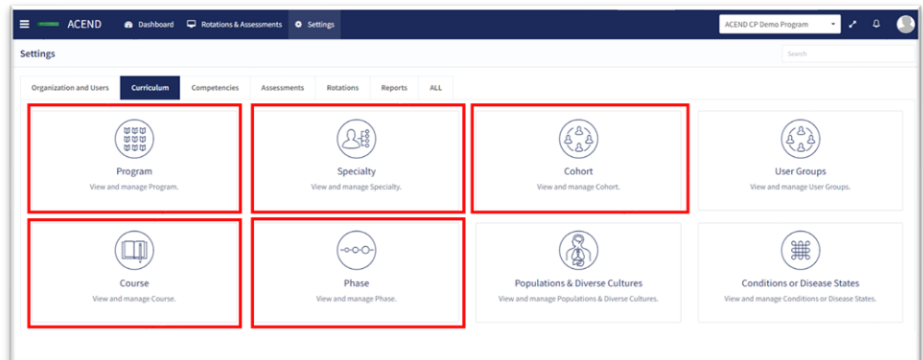 ACEND Dashboard Rotations & Assessments Settings ACEND CP Demo Program
Settings Search
Organization and Users Curriculum Competencies Assessments Rotations Reports ALL
Program Specialty Cohort User Groups
View and manage Program. View and manage Specialty. View and manage Cohort. View and manage User Groups.
Course Phase Populations & Diverse Cultures Conditions or Disease States
View and manage Course. View and manage Phase. View and manage Populations & Diverse Cultures. View and manage Conditions or Disease States.